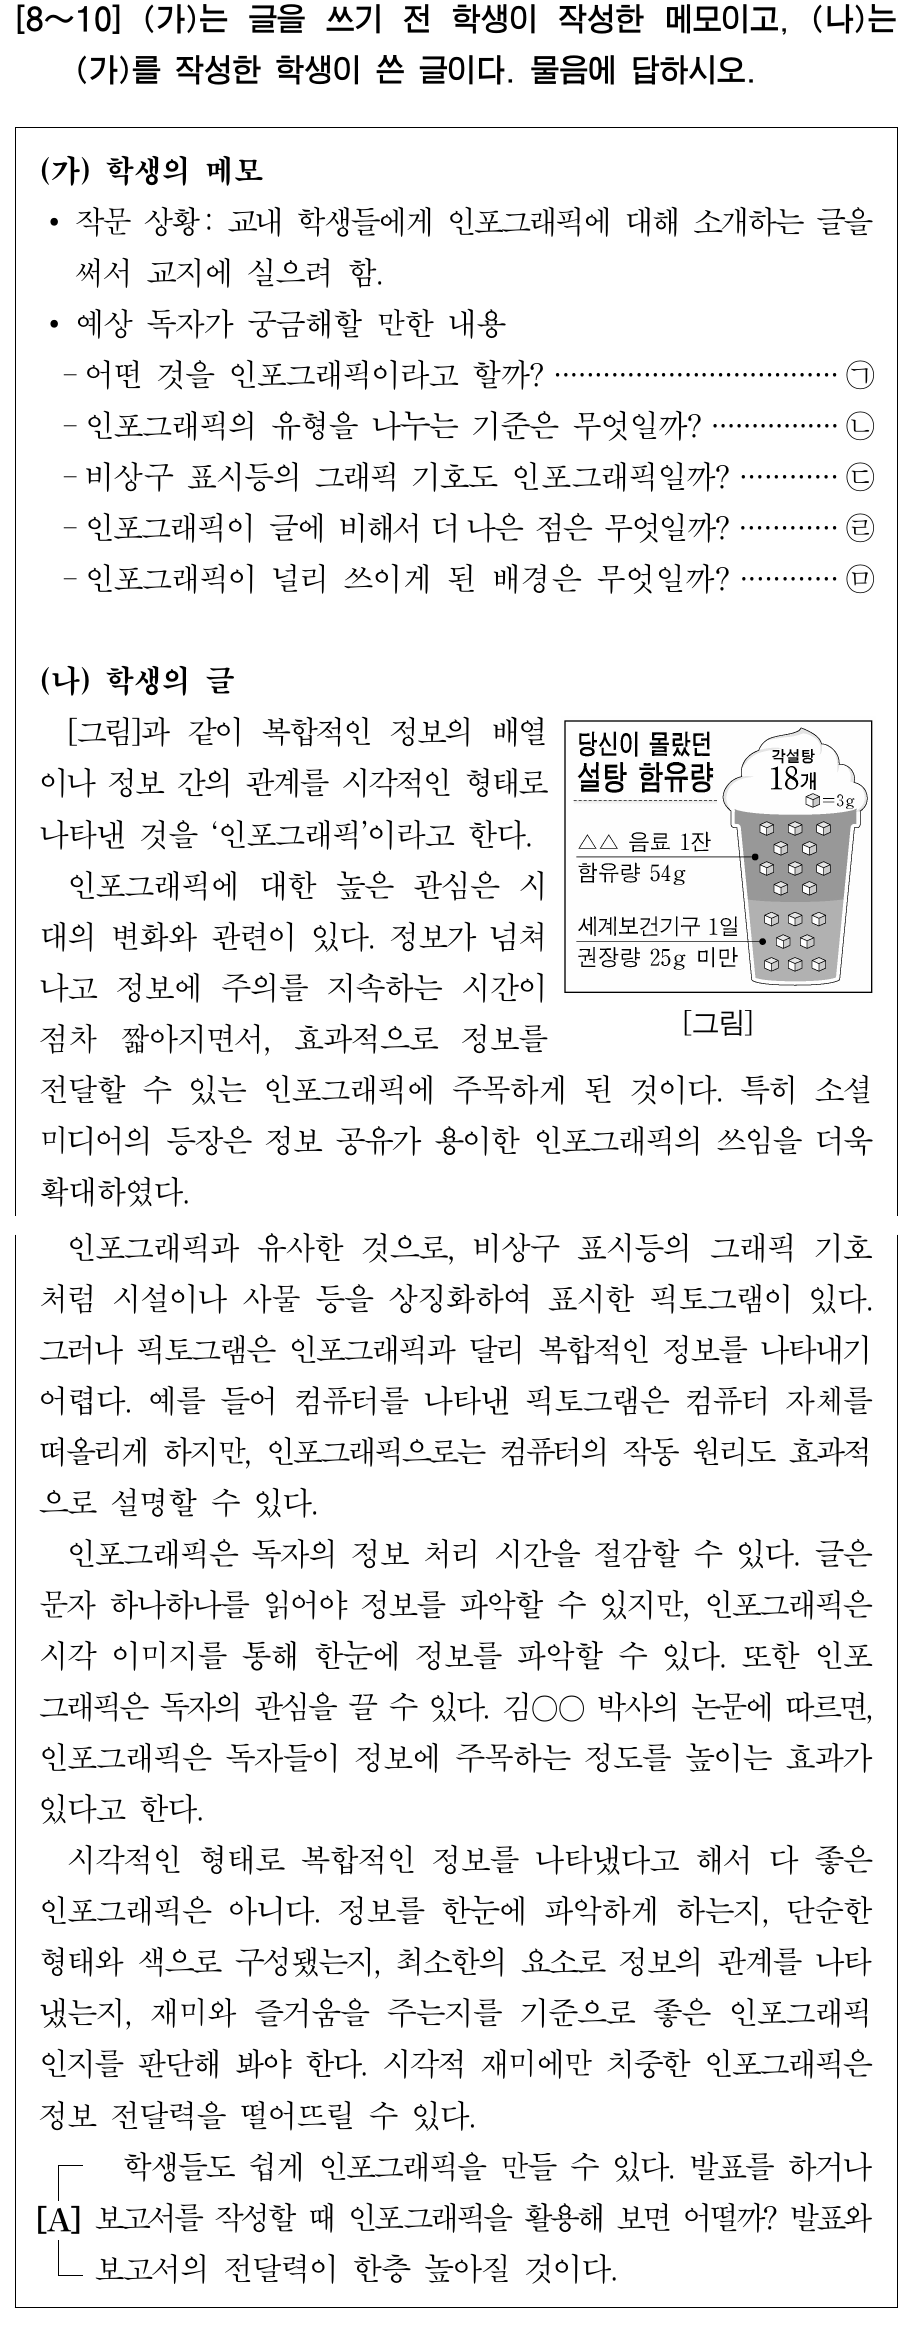 [8～10] (가)는 글을 쓰기 전 학생이 작성한 메모이고, (나)는
(가)를 작성한 학생이 쓴 글이다. 물음에 답하시오.
(가) 학생의 메모
• 작문 상황: 교내 학생들에게 인포그래픽에 대해 소개하는 글을
써서 교지에 실으려 함.
• 예상 독자가 궁금해할 만한 내용
- 어떤 것을 인포그래픽이라고 할까? ………………………… ㉠
- 인포그래픽의 유형을 나누는 기준은 무엇일까? …………… ㉡
- 비상구 표시등의 그래픽 기호도 인포그래픽일까? ………… ㉢
- 인포그래픽이 글에 비해서 더 나은 점은 무엇일까? ………… ㉣
- 인포그래픽이 널리 쓰이게 된 배경은 무엇일까? ………… ㉤
(나) 학생의 글
[그림]과 같이 복합적인 정보의 배열
이나 정보 간의 관계를 시각적인 형태로
나타낸 것을 ‘인포그래픽’이라고 한다.
인포그래픽에 대한 높은 관심은 시
대의 변화와 관련이 있다. 정보가 넘쳐
나고 정보에 주의를 지속하는 시간이
점차 짧아지면서, 효과적으로 정보를
당신이 몰랐던
설탕 함유량
각설탕
18개
=3g
△△ 음료 1잔
함유량 54g
세계보건기구 1일
권장량 25g 미만
[그림]
전달할 수 있는 인포그래픽에 주목하게 된 것이다. 특히 소셜
미디어의 등장은 정보 공유가 용이한 인포그래픽의 쓰임을 더욱
확대하였다.
인포그래픽과 유사한 것으로, 비상구 표시등의 그래픽 기호
처럼 시설이나 사물 등을 상징화하여 표시한 픽토그램이 있다.
그러나 픽토그램은 인포그래픽과 달리 복합적인 정보를 나타내기
어렵다. 예를 들어 컴퓨터를 나타낸 픽토그램은 컴퓨터 자체를
떠올리게 하지만, 인포그래픽으로는 컴퓨터의 작동 원리도 효과적
으로 설명할 수 있다.
인포그래픽은 독자의 정보 처리 시간을 절감할 수 있다. 글은
문자 하나하나를 읽어야 정보를 파악할 수 있지만, 인포그래픽은
시각 이미지를 통해 한눈에 정보를 파악할 수 있다. 또한 인포
그래픽은 독자의 관심을 끌 수 있다. 김○○ 박사의 논문에 따르면,
인포그래픽은 독자들이 정보에 주목하는 정도를 높이는 효과가
있다고 한다.
시각적인 형태로 복합적인 정보를 나타냈다고 해서 다 좋은
인포그래픽은 아니다. 정보를 한눈에 파악하게 하는지, 단순한
형태와 색으로 구성됐는지, 최소한의 요소로 정보의 관계를 나타
냈는지, 재미와 즐거움을 주는지를 기준으로 좋은 인포그래픽
인지를 판단해 봐야 한다. 시각적 재미에만 치중한 인포그래픽은
정보 전달력을 떨어뜨릴 수 있다.
학생들도 쉽게 인포그래픽을 만들 수 있다. 발표를 하거나
[A] 보고서를 작성할 때 인포그래픽을 활용해 보면 어떨까? 발표와
보고서의 전달력이 한층 높아질 것이다.